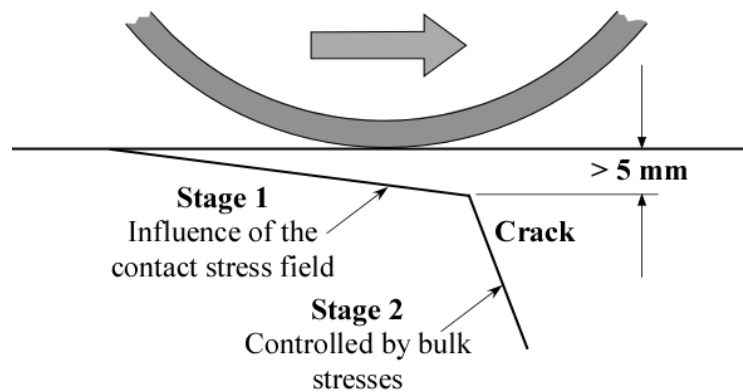 > 5 mm
Stage 1
Influence of the
contact stress field
Crack
Stage 2
Controlled by bulk
stresses